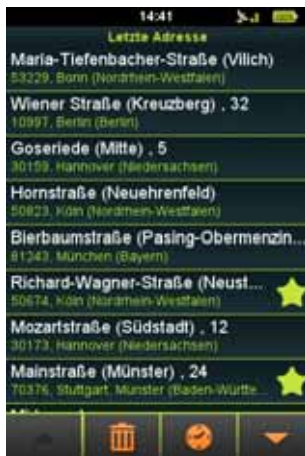 14:41
Letzte Adresse
Maria-Tiefenbacher-Straße (Vilich)
53229, Bonn (Nordrhein-Westfalen)
Wiener Straße (Kreuzberg) , 32
10997, Berlin (Berlin)
Goseriede (Mitte) , 5
30159, Hannover (Niedersachsen)
Hornstraße (Neuehrenfeld)
50823, Köln (Nordrhein-Westfalen)
Bierbaumstraße (Pasing-Obermenzin...
81243, München (Bayern)
Richard-Wagner-Straße (Neust...
50674, Köln (Nordrhein-Westfalen)
Mozartstraße (Südstadt) , 12
30173, Hannover (Niedersachsen)
Mainstraße (Münster) , 24
70376, Stuttgart, Münster (Baden-Württe...